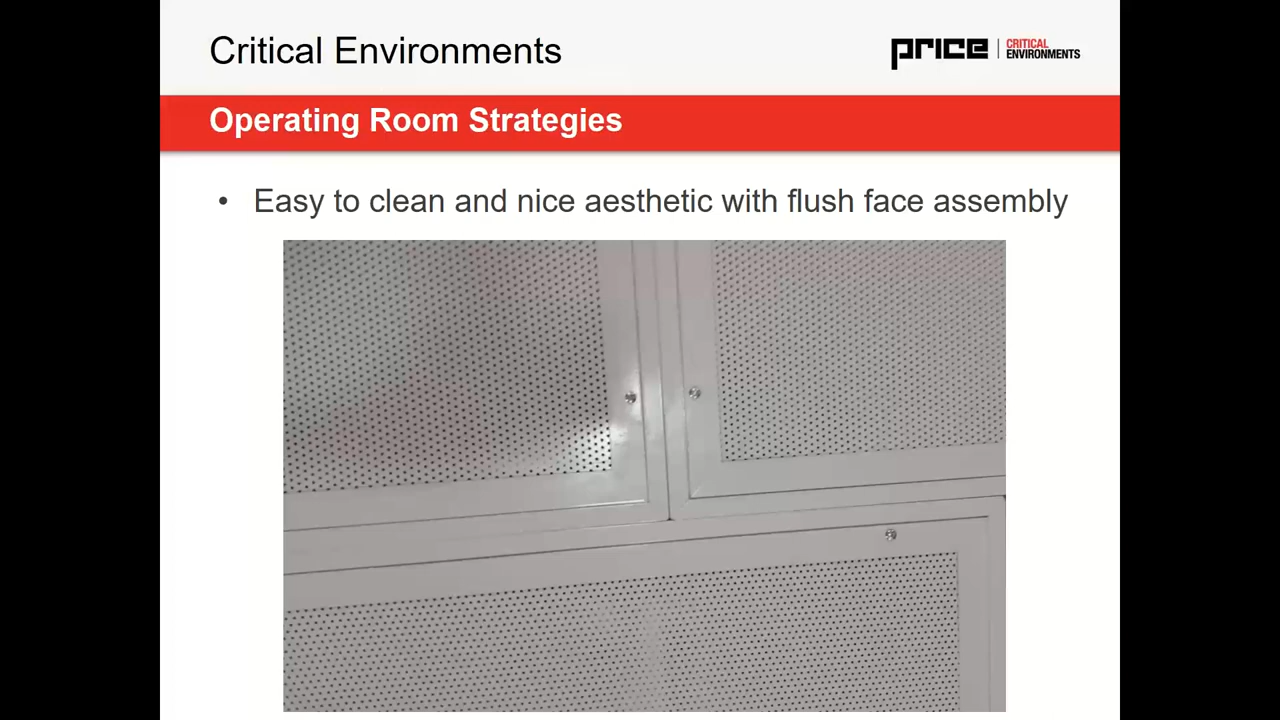 Critical Environments
price | CRITICAL
ENVIRONMENTS
Operating Room Strategies
• Easy to clean and nice aesthetic with flush face assembly